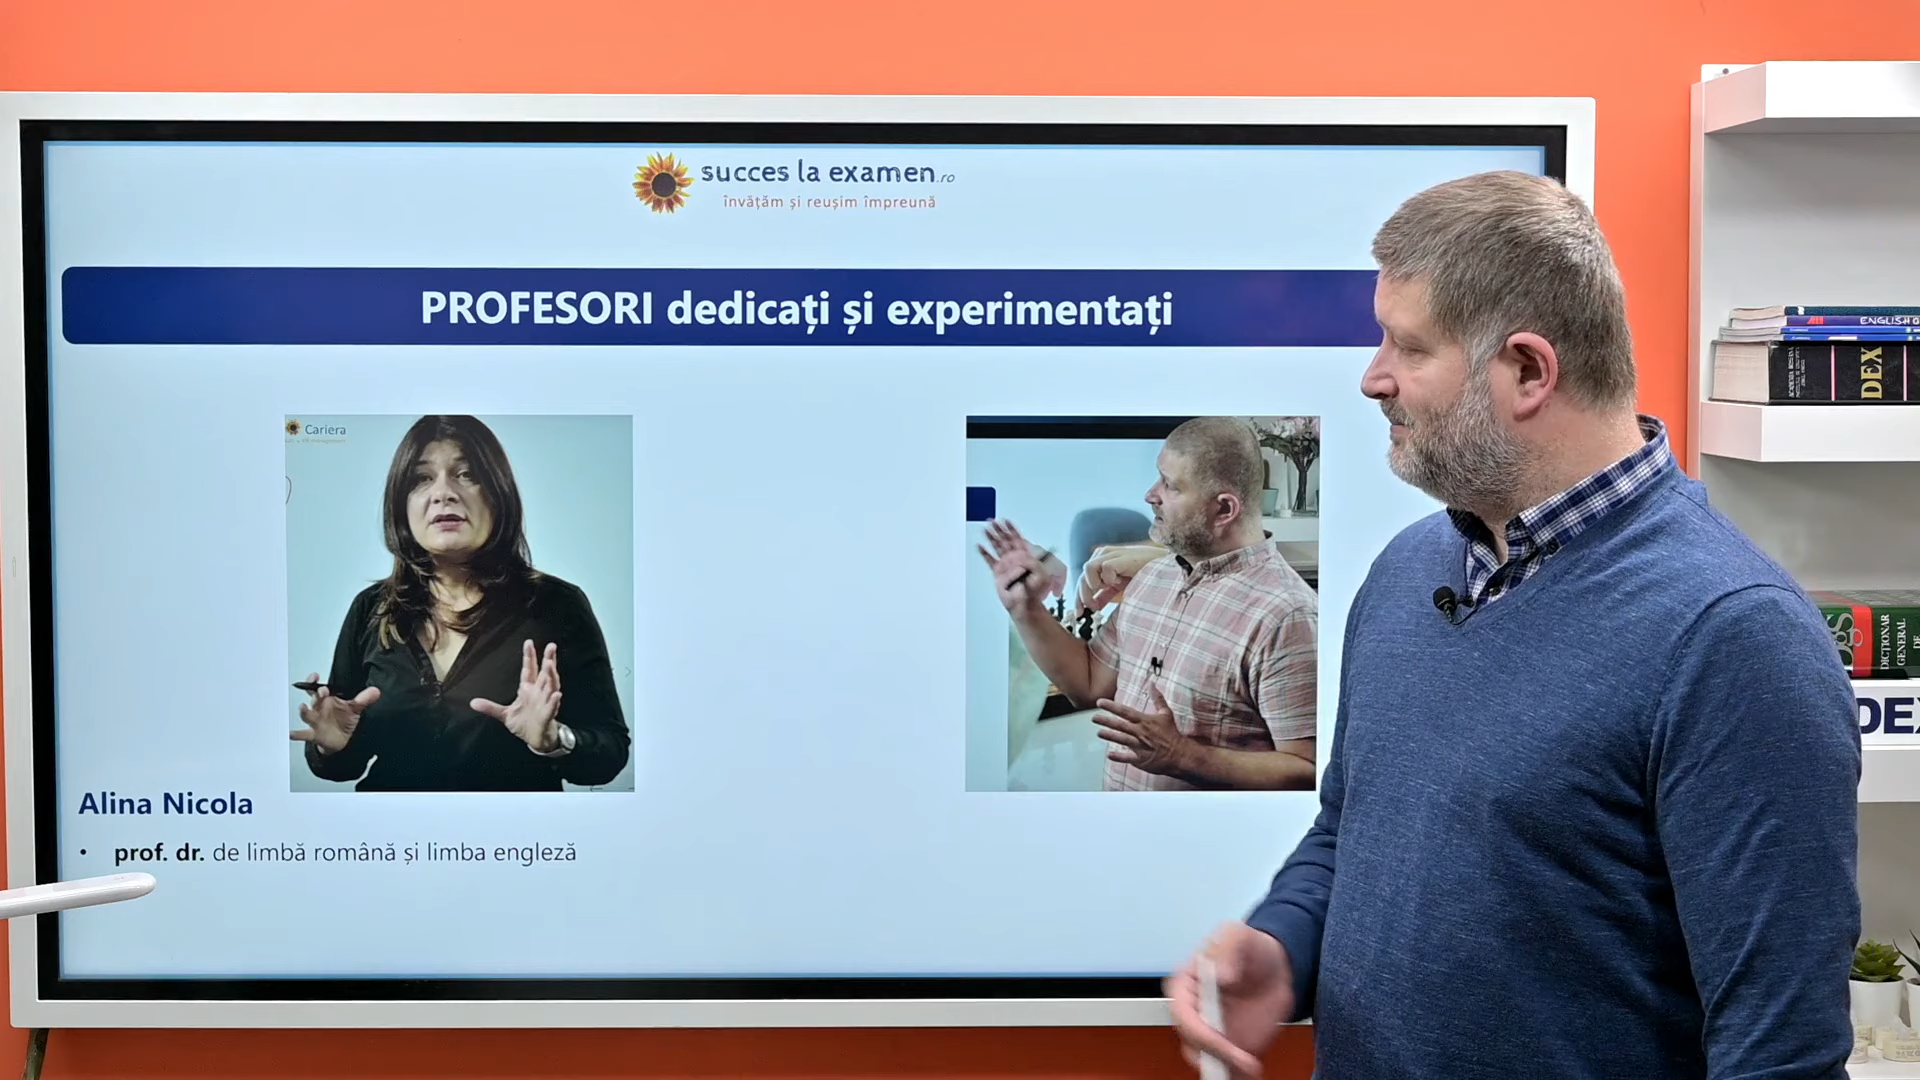 succes la examen.ro
învățăm și reușim împreună
PROFESORI dedicați și experimentați
Cariera
Alina Nicola
• prof. dr. de limbă română și limba engleză
ENGLISH
DEX
DICȚIONAR
GENERAL
DE
DEX